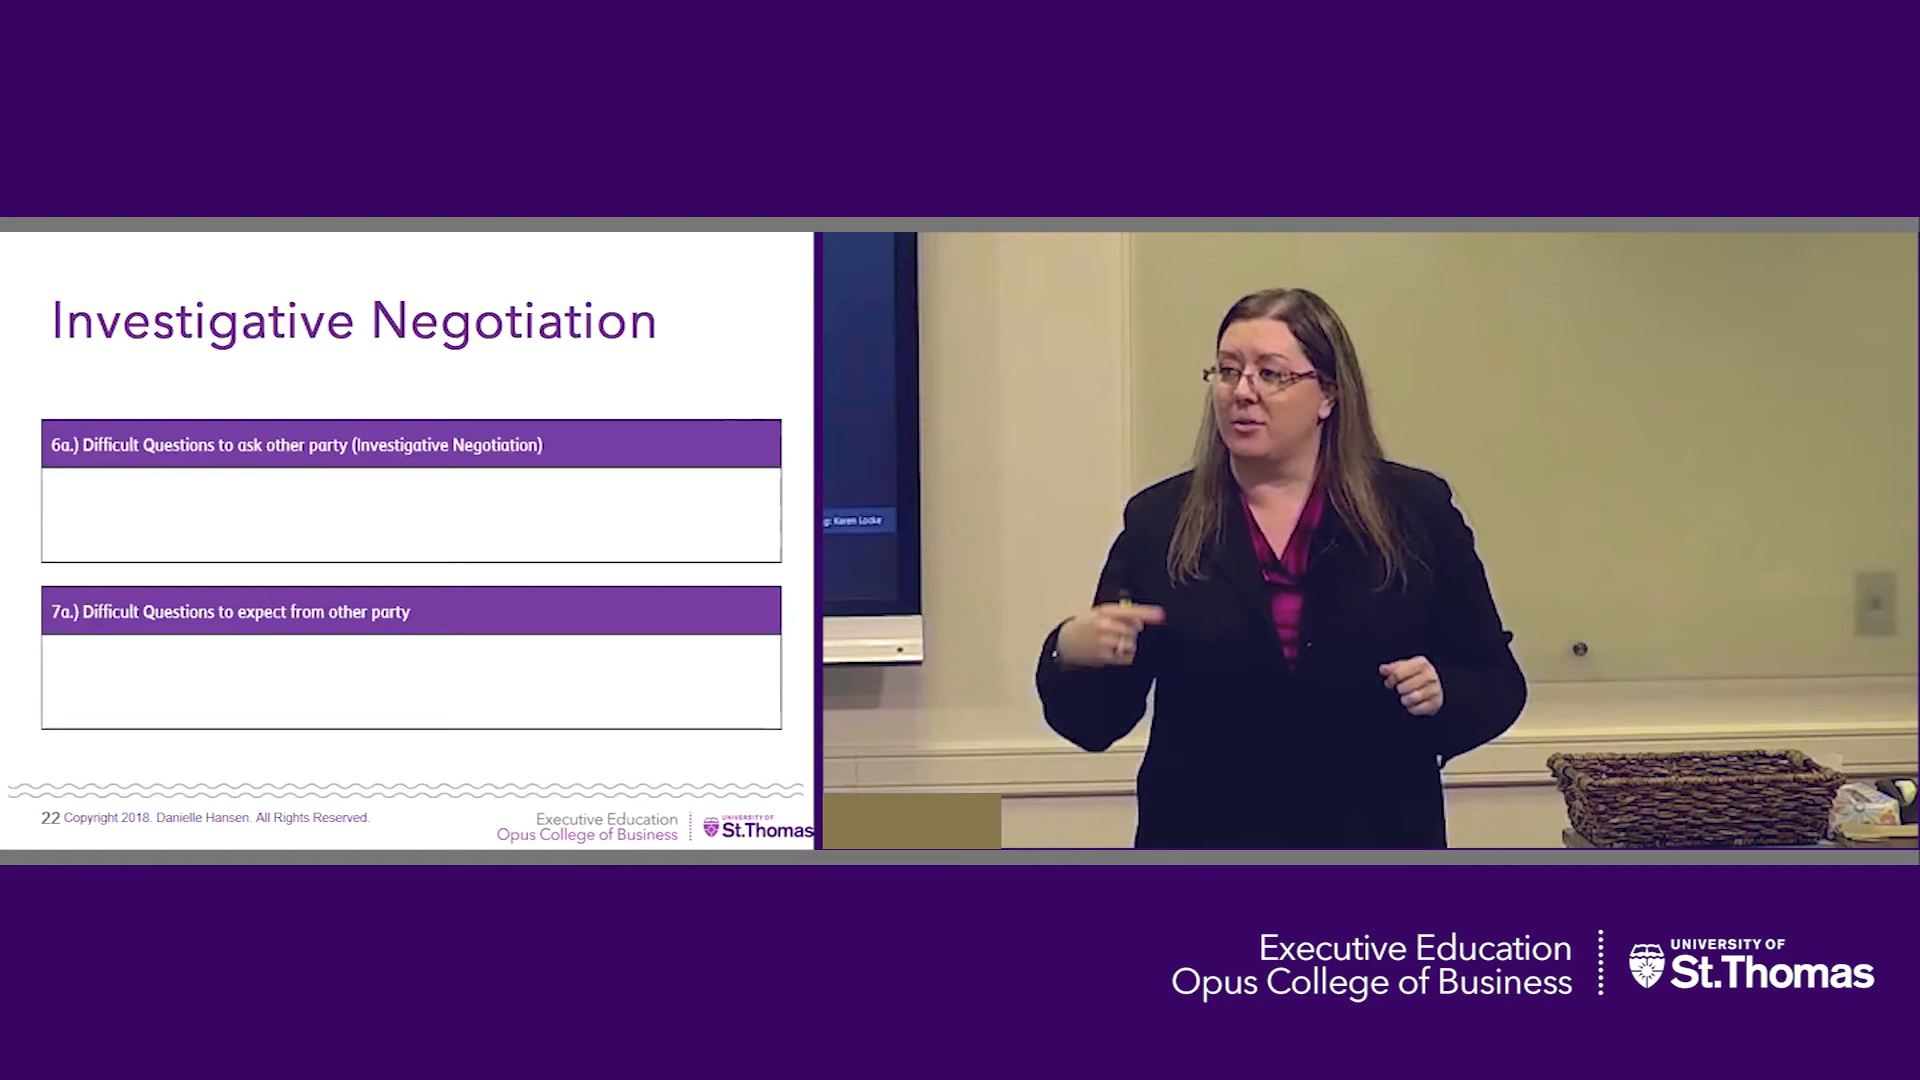 Investigative Negotiation
6a.) Difficult Questions to ask other party (Investigative Negotiation)
7a.) Difficult Questions to expect from other party
22 Copyright 2018. Danielle Hansen. All Rights Reserved.
Executive Education
Opus College of Business
UNIVERSITY OF
St.Thomas
g: Karen Locke
Executive Education
Opus College of Business
UNIVERSITY OF
St.Thomas